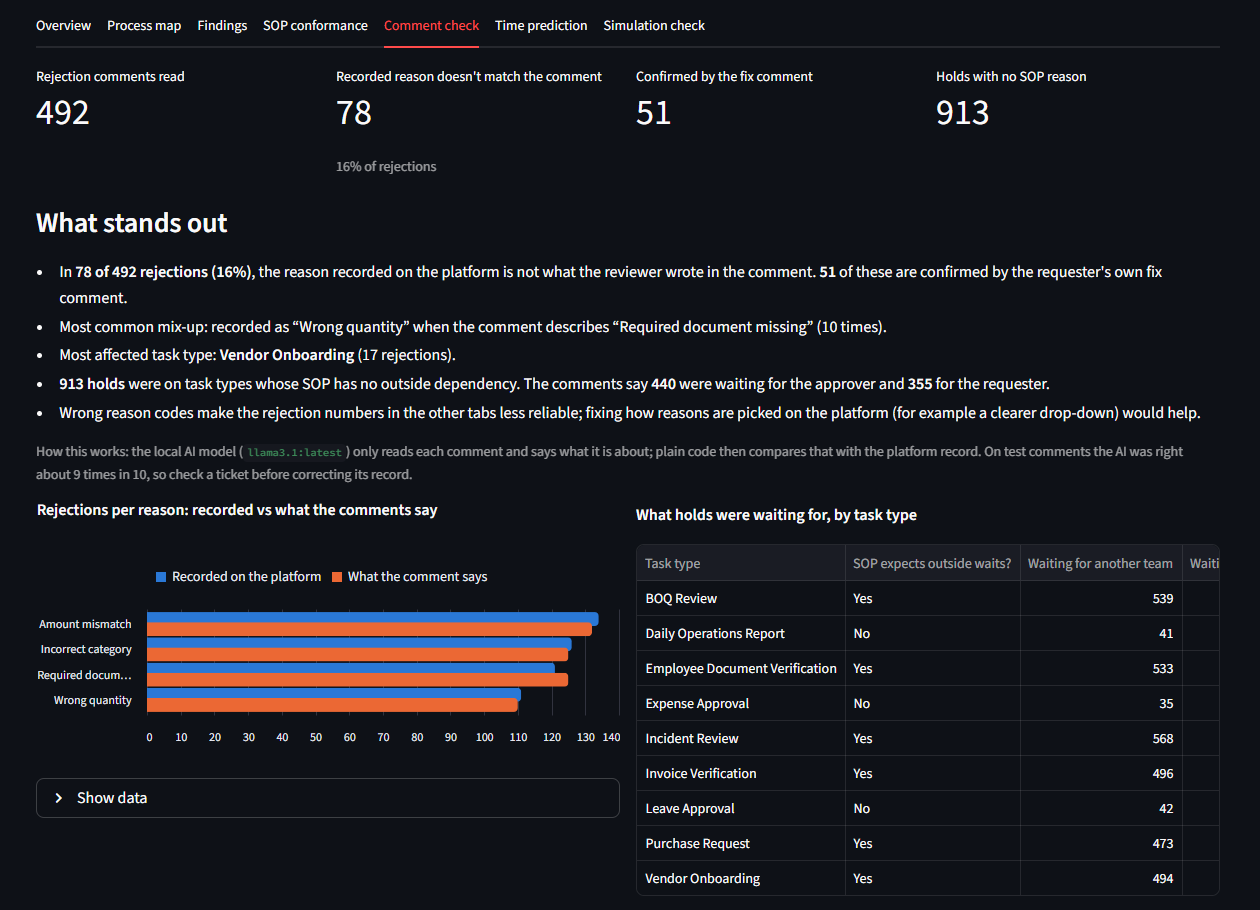 Overview Process map Findings SOP conformance Comment check Time prediction Simulation check
Rejection comments read
492
Recorded reason doesn't match the comment
78
16% of rejections
Confirmed by the fix comment
51
Holds with no SOP reason
913
What stands out
• In 78 of 492 rejections (16%), the reason recorded on the platform is not what the reviewer wrote in the comment. 51 of these are confirmed by the requester's own fix
comment.
• Most common mix-up: recorded as “Wrong quantity” when the comment describes “Required document missing” (10 times).
• Most affected task type: Vendor Onboarding (17 rejections).
• 913 holds were on task types whose SOP has no outside dependency. The comments say 440 were waiting for the approver and 355 for the requester.
• Wrong reason codes make the rejection numbers in the other tabs less reliable; fixing how reasons are picked on the platform (for example a clearer drop-down) would help.
How this works: the local AI model ( llama3.1:latest ) only reads each comment and says what it is about; plain code then compares that with the platform record. On test comments the AI was right
about 9 times in 10, so check a ticket before correcting its record.
Rejections per reason: recorded vs what the comments say
Recorded on the platform What the comment says
Amount mismatch
Incorrect category
Required docum...
Wrong quantity
0 10 20 30 40 50 60 70 80 90 100 110 120 130 140
Show data
What holds were waiting for, by task type
Task type SOP expects outside waits? Waiting for another team Waiti
BOQ Review Yes 539
Daily Operations Report No 41
Employee Document Verification Yes 533
Expense Approval No 35
Incident Review Yes 568
Invoice Verification Yes 496
Leave Approval No 42
Purchase Request Yes 473
Vendor Onboarding Yes 494